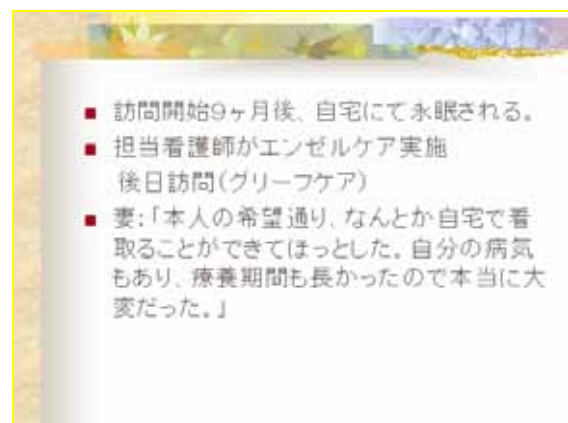 訪問開始9ヶ月後、自宅にて永眠される。
担当看護師がエンゼルケア実施
後日訪問(グリーフケア)
妻:「本人の希望通り、なんとか自宅で看
取ることができてほっとした。自分の病気
もあり、療養期間も長かったので本当に大
変だった。」